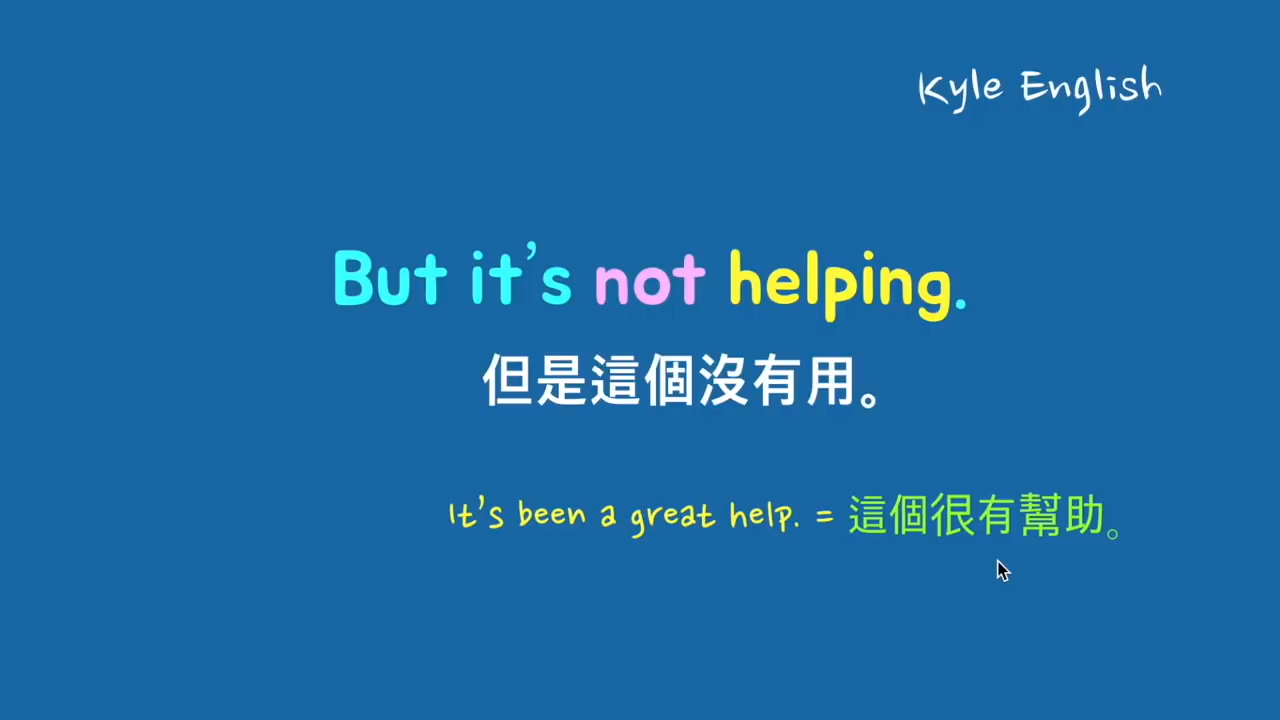 Kyle English
But it's not helping.
但是這個沒有用。
It's been a great help. = 這個很有幫助。